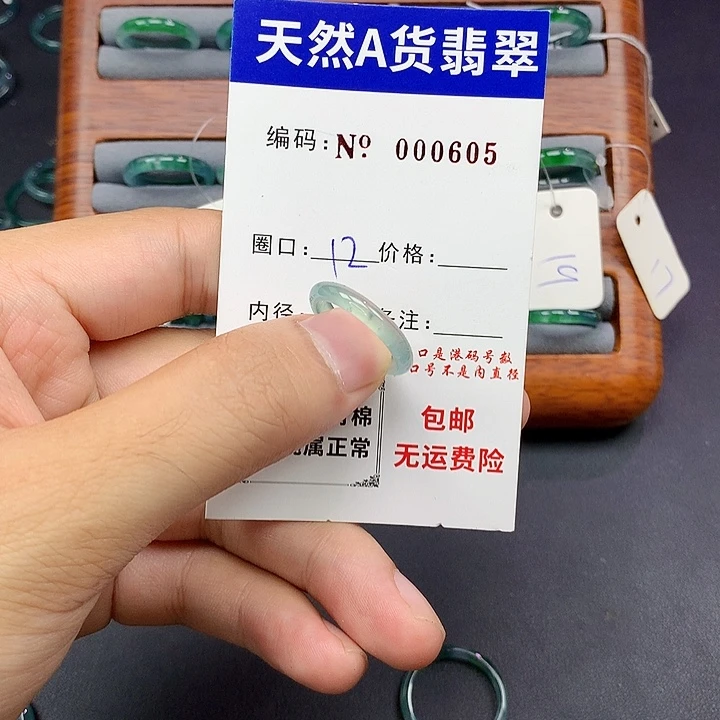 天然A货翡翠
编码: Nº 000605
圈口: 12 价格:
内径: 注:
口是港码号数
口号不是内直径
棉
属正常
包邮
无运费险
19